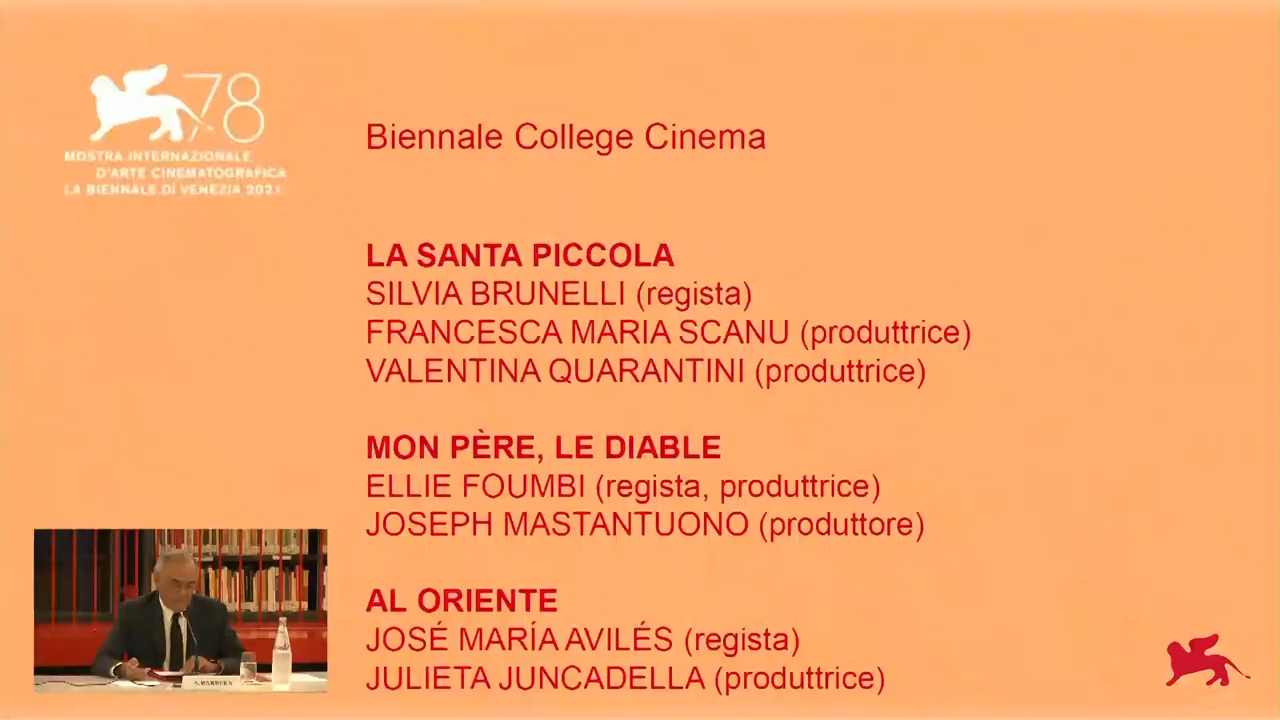 78
MOSTRA INTERNAZIONALE
D'ARTE CINEMATOGRAFICA
LA BIENNALE DI VENEZIA 2021
Biennale College Cinema
LA SANTA PICCOLA
SILVIA BRUNELLI (regista)
FRANCESCA MARIA SCANU (produttrice)
VALENTINA QUARANTINI (produttrice)
MON PÈRE, LE DIABLE
ELLIE FOUMBI (regista, produttrice)
JOSEPH MASTANTUONO (produttore)
AL ORIENTE
JOSÉ MARÍA AVILÉS (regista)
JULIETA JUNCADELLA (produttrice)